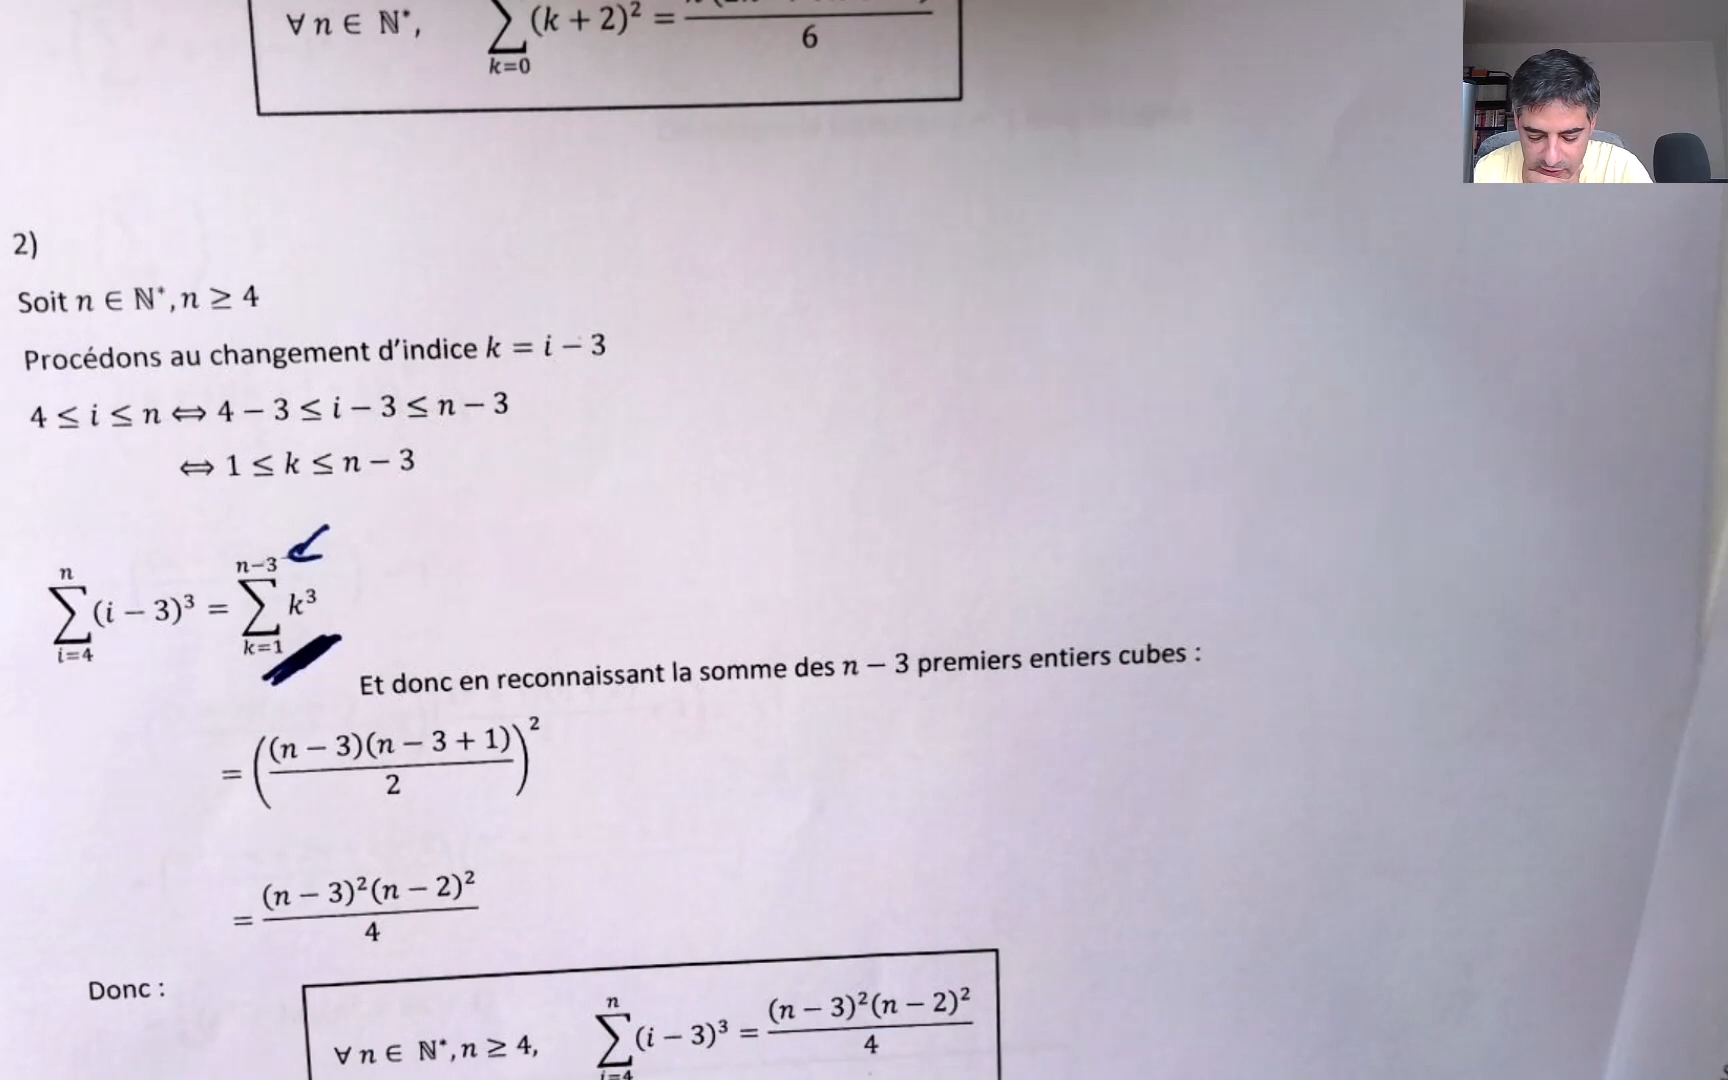 ∀ n ∈ ℕ*, ∑_{k=0} (k + 2)² = 6
2)
Soit n ∈ ℕ*, n ≥ 4
Procédons au changement d'indice k = i − 3
4 ≤ i ≤ n ⟺ 4 − 3 ≤ i − 3 ≤ n − 3
⟺ 1 ≤ k ≤ n − 3
∑_{i=4}^{n} (i − 3)³ = ∑_{k=1}^{n−3} k³
Et donc en reconnaissant la somme des n − 3 premiers entiers cubes :
= ((n − 3)(n − 3 + 1)/2)²
= (n − 3)²(n − 2)²/4
Donc :
∀ n ∈ ℕ*, n ≥ 4, ∑_{i=4}^{n} (i − 3)³ = (n − 3)²(n − 2)²/4